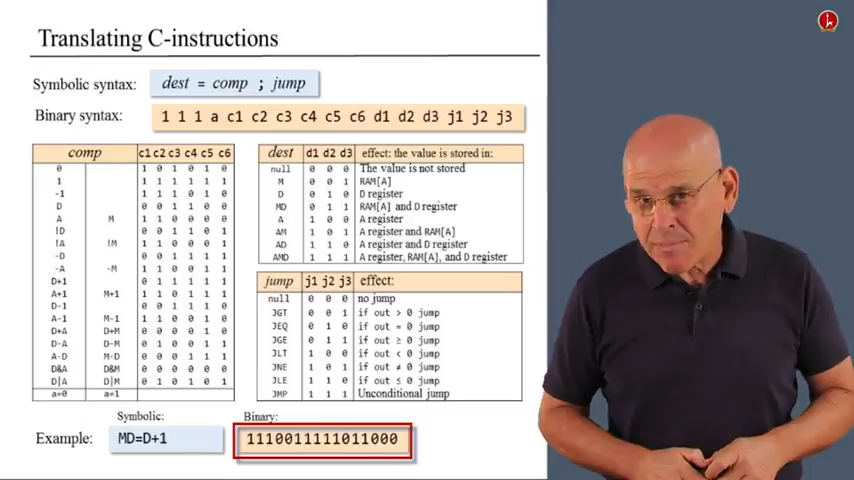 Translating C-instructions
Symbolic syntax: dest = comp ; jump
Binary syntax: 1 1 1 a c1 c2 c3 c4 c5 c6 d1 d2 d3 j1 j2 j3
comp c1 c2 c3 c4 c5 c6
0 1 0 1 0 1 0
1 1 1 1 1 1 1
-1 1 1 1 0 1 0
D 0 0 1 1 0 0
A M 1 1 0 0 0 0
!D 0 0 1 1 0 1
!A !M 1 1 0 0 0 1
-D 0 0 1 1 1 1
-A -M 1 1 0 0 1 1
D+1 0 1 1 1 1 1
A+1 M+1 1 1 0 1 1 1
D-1 0 0 1 1 1 0
A-1 M-1 1 1 0 0 1 0
D+A D+M 0 0 0 0 1 0
D-A D-M 0 1 0 0 1 1
A-D M-D 0 0 0 1 1 1
D&A D&M 0 0 0 0 0 0
D|A D|M 0 1 0 1 0 1
a=0 a=1
dest d1 d2 d3 effect: the value is stored in:
null 0 0 0 The value is not stored
M 0 0 1 RAM[A]
D 0 1 0 D register
MD 0 1 1 RAM[A] and D register
A 1 0 0 A register
AM 1 0 1 A register and RAM[A]
AD 1 1 0 A register and D register
AMD 1 1 1 A register, RAM[A], and D register
jump j1 j2 j3 effect:
null 0 0 0 no jump
JGT 0 0 1 if out > 0 jump
JEQ 0 1 0 if out = 0 jump
JGE 0 1 1 if out ≥ 0 jump
JLT 1 0 0 if out < 0 jump
JNE 1 0 1 if out ≠ 0 jump
JLE 1 1 0 if out ≤ 0 jump
JMP 1 1 1 Unconditional jump
Symbolic: Binary:
Example: MD=D+1 1110011111011000